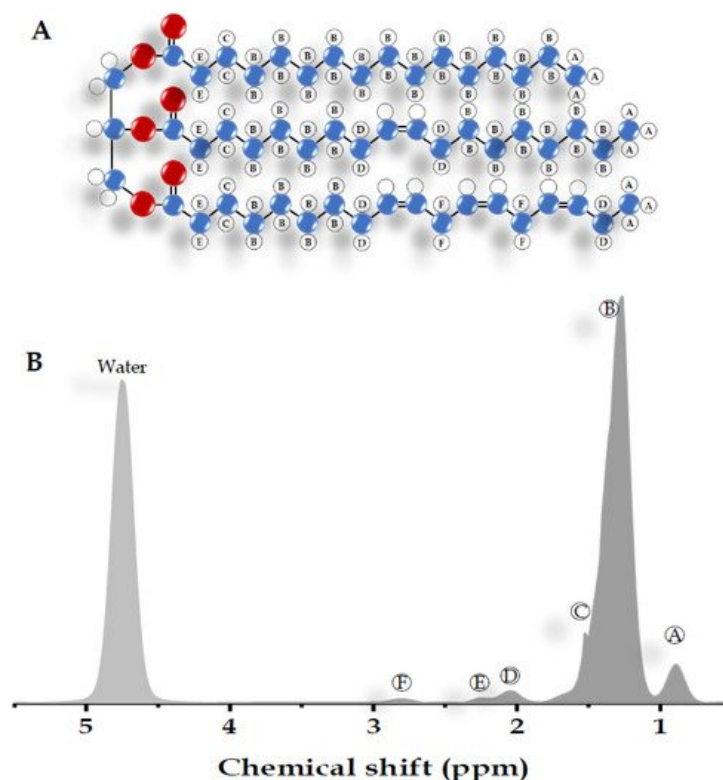 A
C B B B B B B
E B B B B B B A
C B B B B B B A
E B B B B B B A
C B B B B B A
E B B D D B B B A
C B B B B B A
E B B D D B B B
C B B A
E B B D F F D A
C B B A
E B B D F F D
B
Water
B
C
A
F E D
5 4 3 2 1
Chemical shift (ppm)